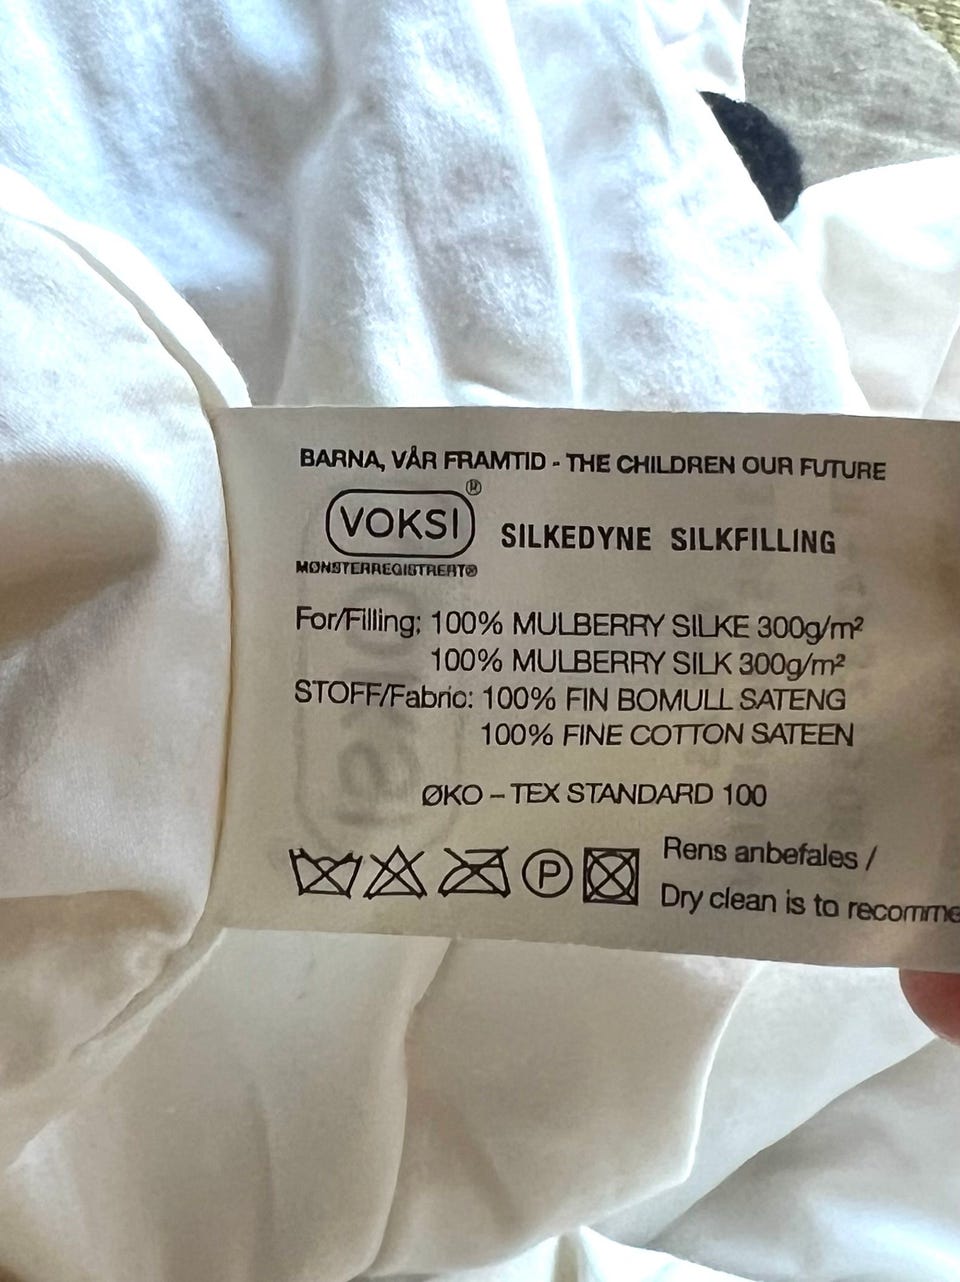 BARNA, VÅR FRAMTID - THE CHILDREN OUR FUTURE
VOKSI®
SILKEDYNE SILKFILLING
MØNSTERREGISTRERT®
For/Filling: 100% MULBERRY SILKE 300g/m²
100% MULBERRY SILK 300g/m²
STOFF/Fabric: 100% FIN BOMULL SATENG
100% FINE COTTON SATEEN
ØKO – TEX STANDARD 100
P
Rens anbefales /
Dry clean is to recomme